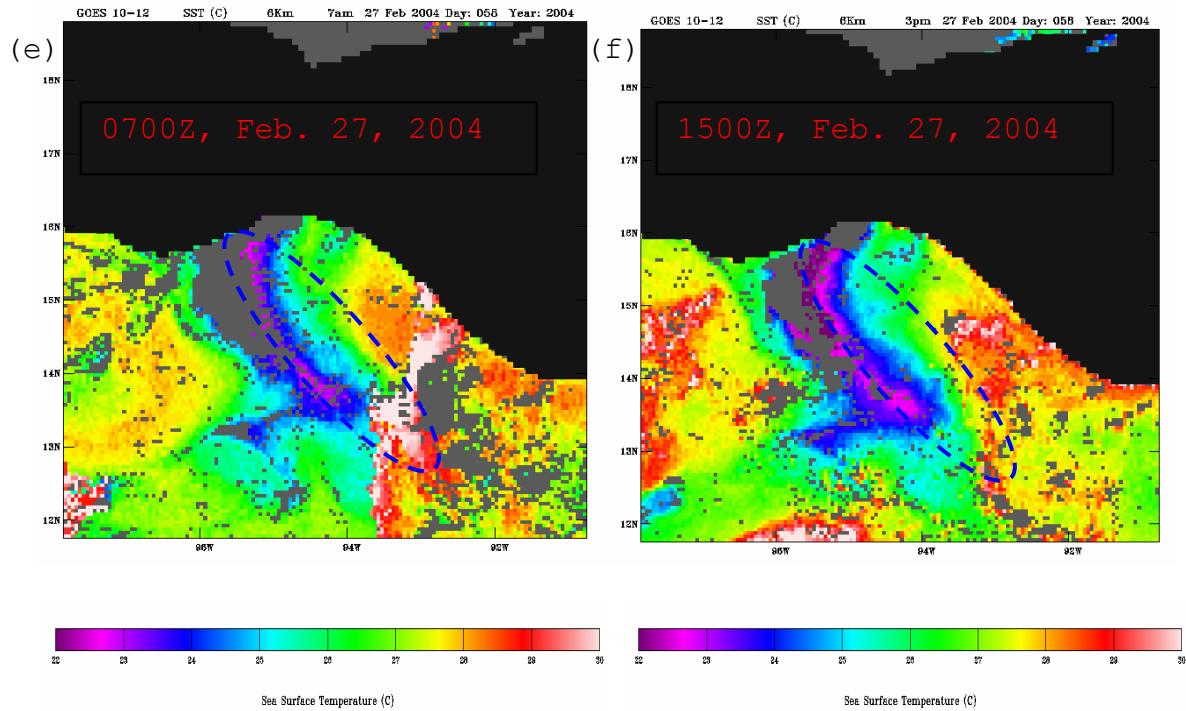 GOES 10-12 SST (C) 6Km 7am 27 Feb 2004 Day: 058 Year: 2004
(e)
18N
0700Z, Feb. 27, 2004
17N
16N
15N
14N
13N
12N
96W 94W 92W
22 23 24 25 26 27 28 29 30
Sea Surface Temperature (C)
GOES 10-12 SST (C) 6Km 3pm 27 Feb 2004 Day: 058 Year: 2004
(f)
18N
1500Z, Feb. 27, 2004
17N
16N
15N
14N
13N
12N
96W 94W 92W
22 23 24 25 26 27 28 29 30
Sea Surface Temperature (C)